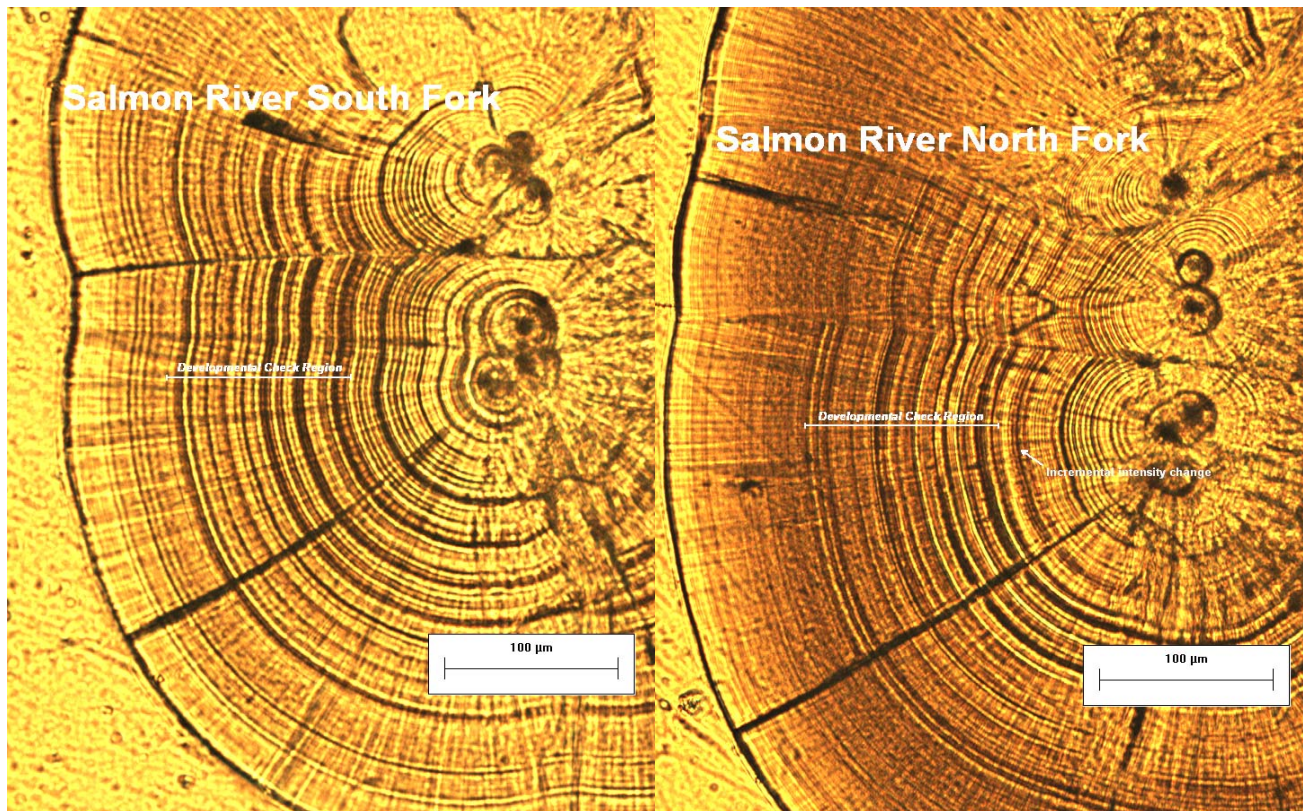 Salmon River South Fork
Developmental Check Region
100 µm
Salmon River North Fork
Developmental Check Region
Incremental intensity change
100 µm